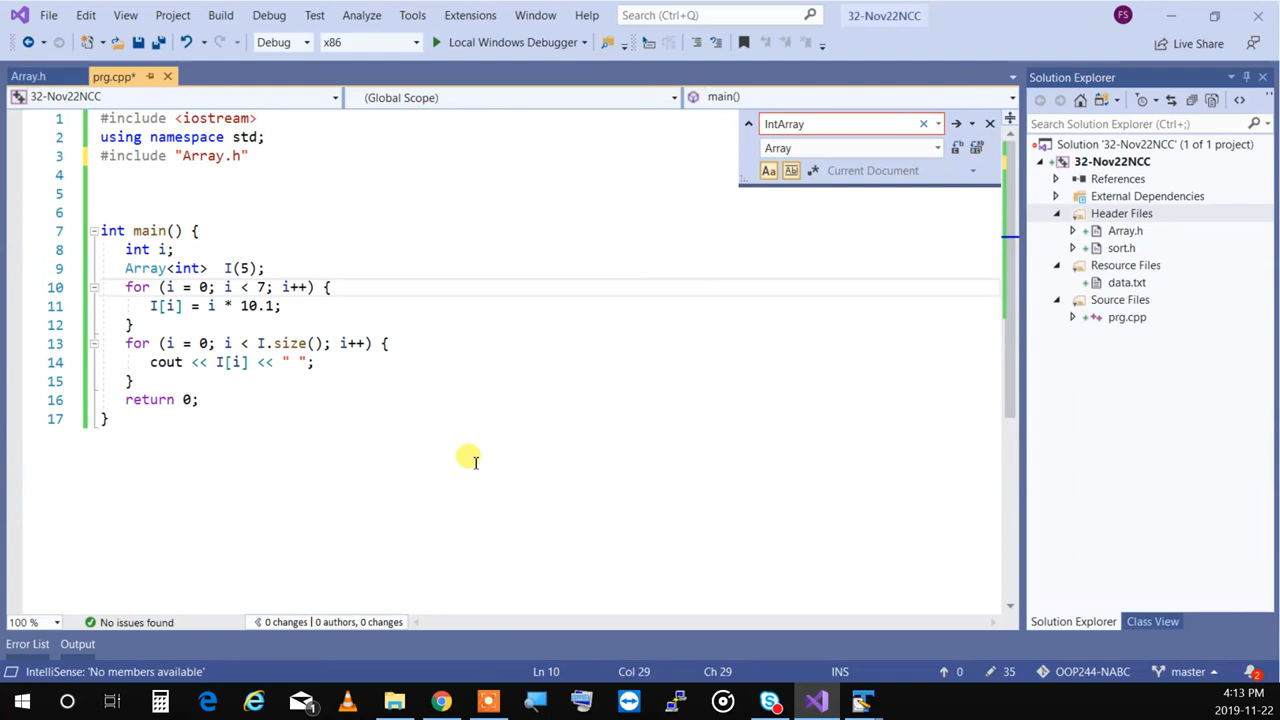 File Edit View Project Build Debug Test Analyze Tools Extensions Window Help Search (Ctrl+Q) 32-Nov22NCC FS
Debug x86 Local Windows Debugger Live Share
Array.h prg.cpp*
32-Nov22NCC (Global Scope) main()
1 #include <iostream>
2 using namespace std;
3 #include "Array.h"
4
5
6
7 int main() {
8 int i;
9 Array<int> I(5);
10 for (i = 0; i < 7; i++) {
11 I[i] = i * 10.1;
12 }
13 for (i = 0; i < I.size(); i++) {
14 cout << I[i] << " ";
15 }
16 return 0;
17 }
IntArray
Array
Aa Ab Current Document
Solution Explorer
Search Solution Explorer (Ctrl+;)
Solution '32-Nov22NCC' (1 of 1 project)
32-Nov22NCC
References
External Dependencies
Header Files
Array.h
sort.h
Resource Files
data.txt
Source Files
prg.cpp
100 % No issues found 0 changes | 0 authors, 0 changes
Solution Explorer Class View
Error List Output
IntelliSense: 'No members available' Ln 10 Col 29 Ch 29 INS 0 35 OOP244-NABC master 2
1
4:13 PM
2019-11-22